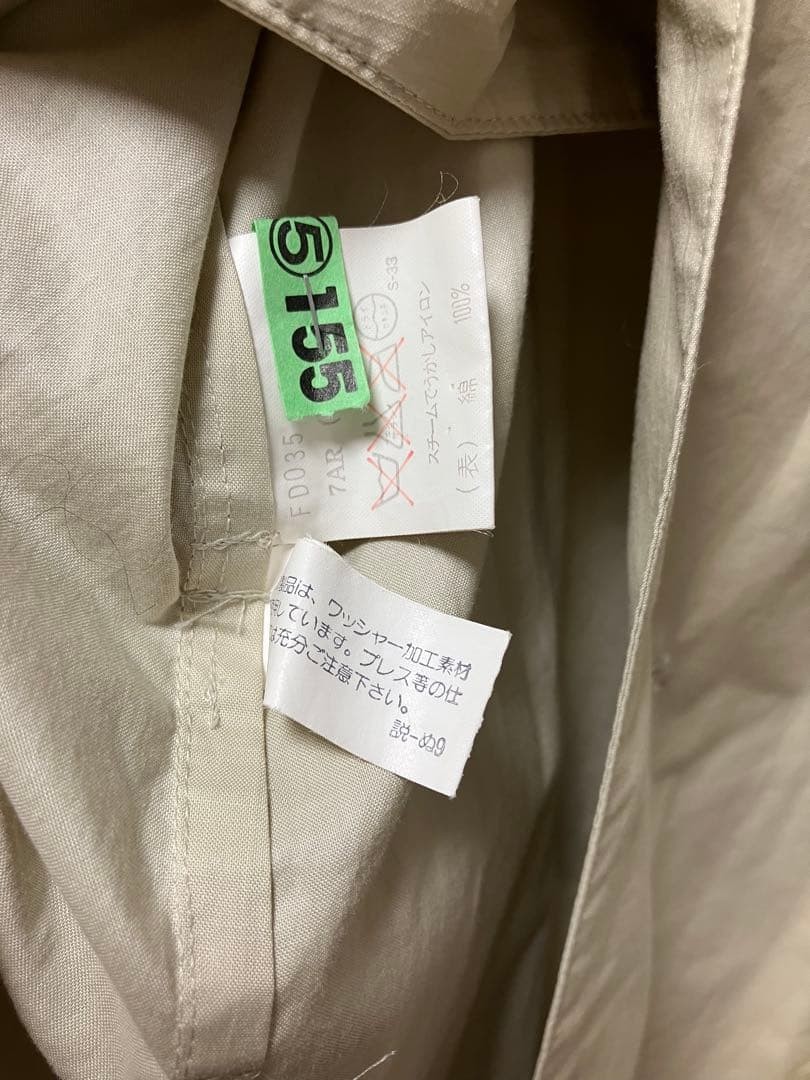 ⑤155
FD035
7AR
S-33
スチームでうかしアイロン
(表) 綿 100%
品は、ワッシャー加工素材
しています。プレス等の仕
は充分ご注意下さい。
説-ぬ9